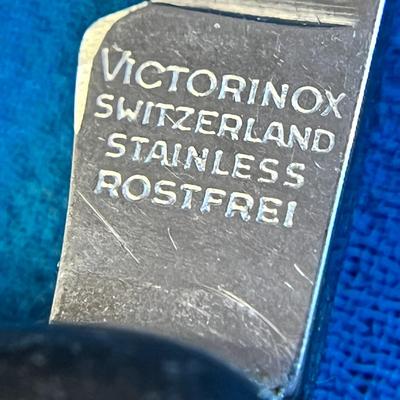 VICTORINOX
SWITZERLAND
STAINLESS
ROSTFREI